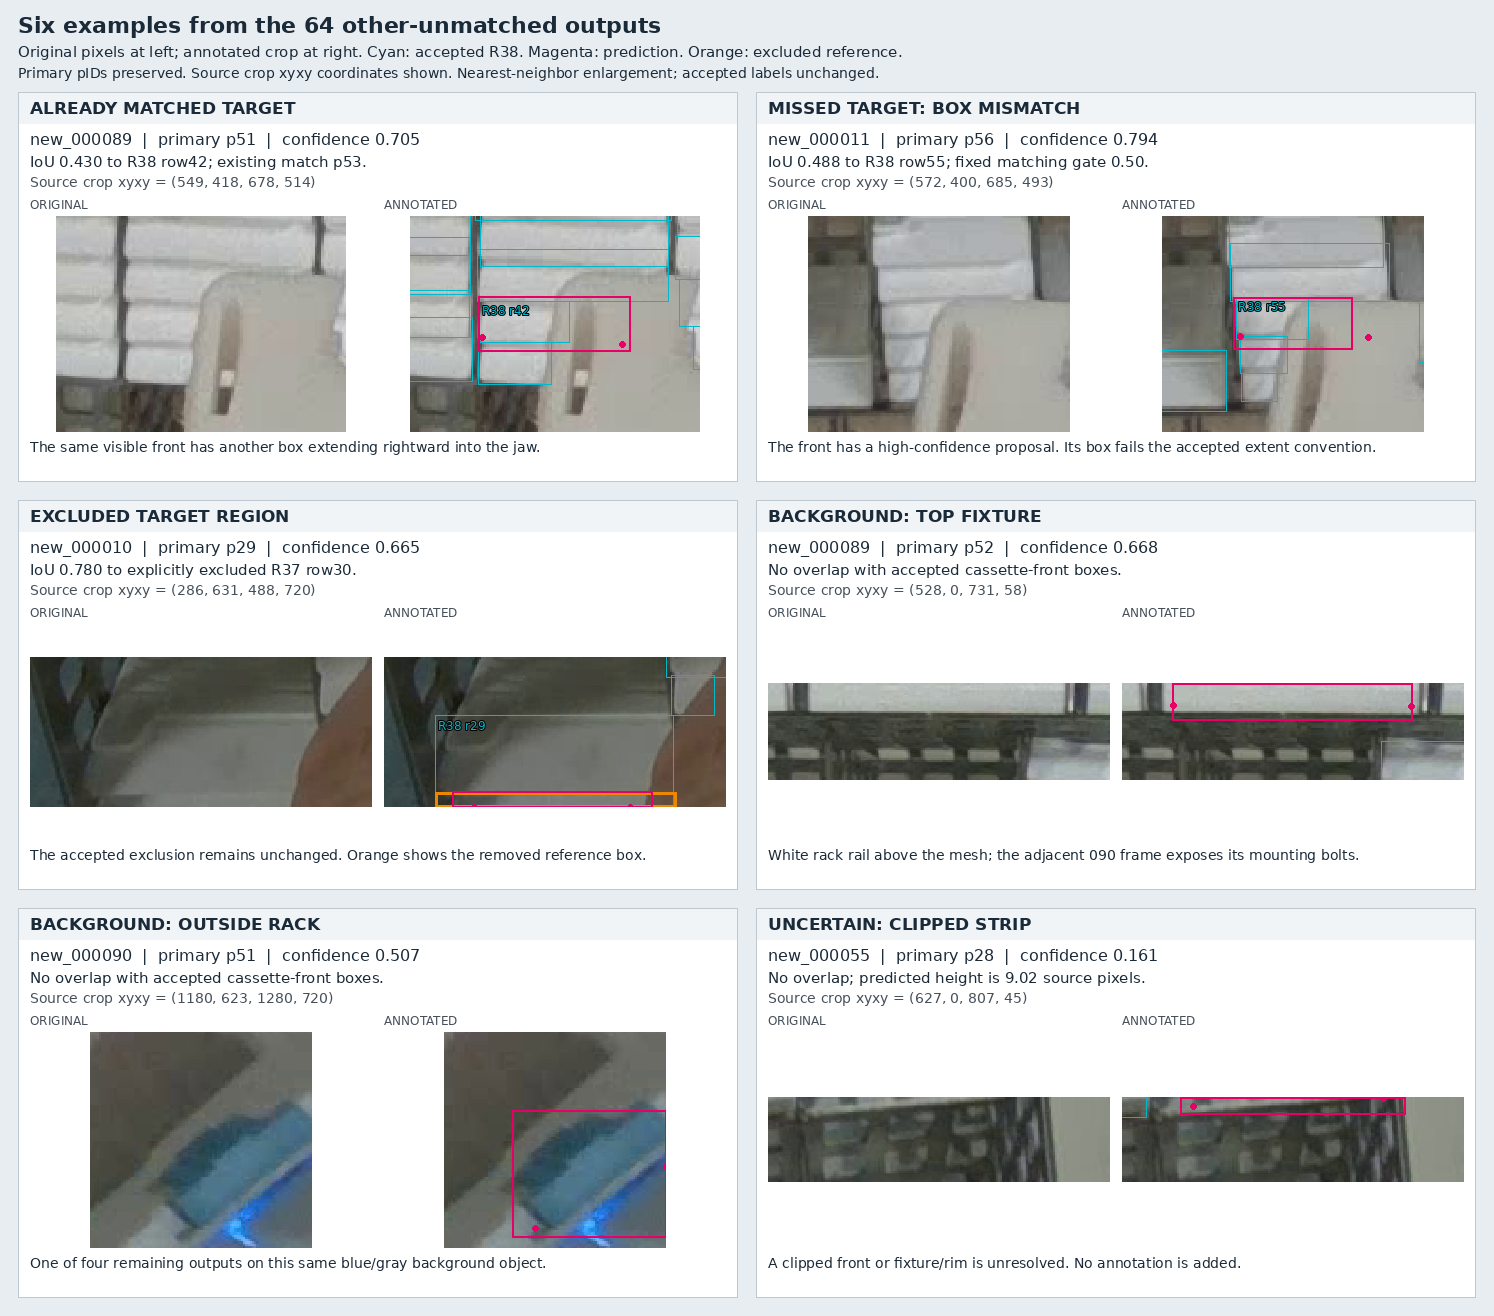 Six examples from the 64 other-unmatched outputs
Original pixels at left; annotated crop at right. Cyan: accepted R38. Magenta: prediction. Orange: excluded reference.
Primary pIDs preserved. Source crop xyxy coordinates shown. Nearest-neighbor enlargement; accepted labels unchanged.
ALREADY MATCHED TARGET
new_000089 | primary p51 | confidence 0.705
IoU 0.430 to R38 row42; existing match p53.
Source crop xyxy = (549, 418, 678, 514)
ORIGINAL
ANNOTATED
R38 r42
The same visible front has another box extending rightward into the jaw.
MISSED TARGET: BOX MISMATCH
new_000011 | primary p56 | confidence 0.794
IoU 0.488 to R38 row55; fixed matching gate 0.50.
Source crop xyxy = (572, 400, 685, 493)
ORIGINAL
ANNOTATED
R38 r55
The front has a high-confidence proposal. Its box fails the accepted extent convention.
EXCLUDED TARGET REGION
new_000010 | primary p29 | confidence 0.665
IoU 0.780 to explicitly excluded R37 row30.
Source crop xyxy = (286, 631, 488, 720)
ORIGINAL
ANNOTATED
R38 r29
The accepted exclusion remains unchanged. Orange shows the removed reference box.
BACKGROUND: TOP FIXTURE
new_000089 | primary p52 | confidence 0.668
No overlap with accepted cassette-front boxes.
Source crop xyxy = (528, 0, 731, 58)
ORIGINAL
ANNOTATED
White rack rail above the mesh; the adjacent 090 frame exposes its mounting bolts.
BACKGROUND: OUTSIDE RACK
new_000090 | primary p51 | confidence 0.507
No overlap with accepted cassette-front boxes.
Source crop xyxy = (1180, 623, 1280, 720)
ORIGINAL
ANNOTATED
One of four remaining outputs on this same blue/gray background object.
UNCERTAIN: CLIPPED STRIP
new_000055 | primary p28 | confidence 0.161
No overlap; predicted height is 9.02 source pixels.
Source crop xyxy = (627, 0, 807, 45)
ORIGINAL
ANNOTATED
A clipped front or fixture/rim is unresolved. No annotation is added.